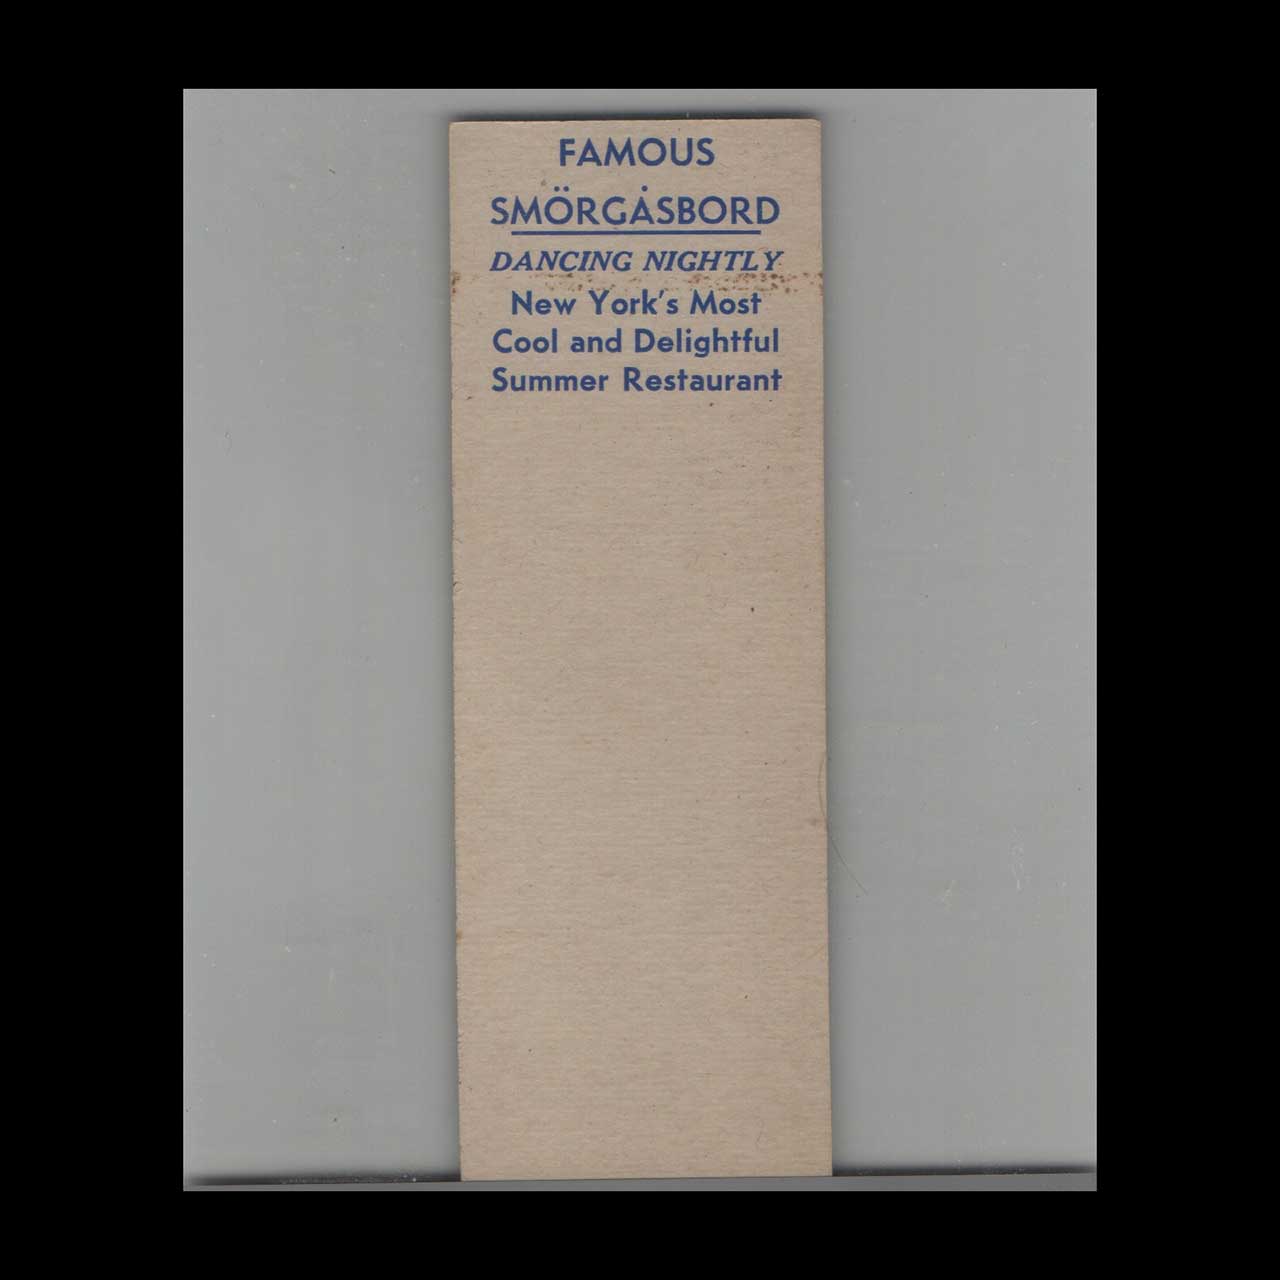 FAMOUS
SMÖRGÅSBORD
DANCING NIGHTLY
New York's Most
Cool and Delightful
Summer Restaurant